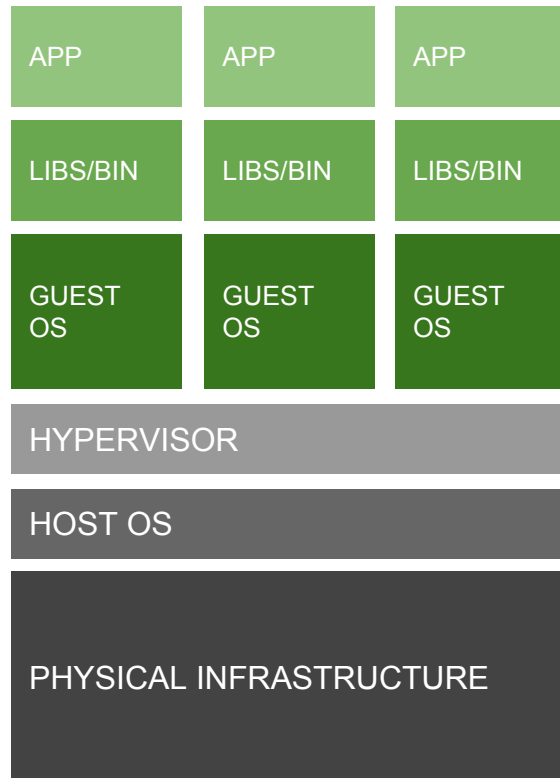 APP
APP
APP
LIBS/BIN
LIBS/BIN
LIBS/BIN
GUEST
OS
GUEST
OS
GUEST
OS
HYPERVISOR
HOST OS
PHYSICAL INFRASTRUCTURE